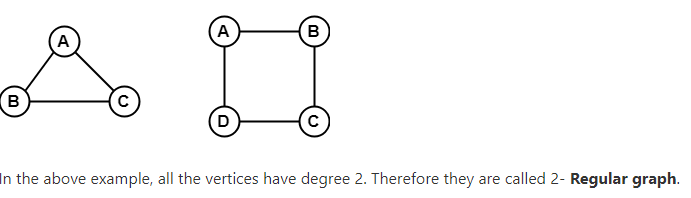 A
B
C
A
B
D
C
In the above example, all the vertices have degree 2. Therefore they are called 2- Regular graph.